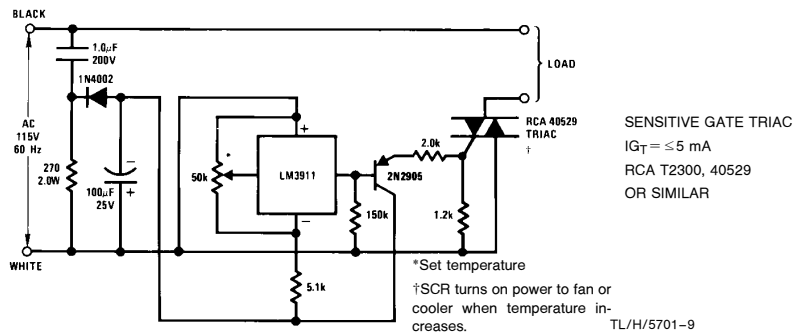 BLACK
1.0μF
200V
1N4002
AC
115V
60 Hz
270
2.0W
100μF
25V
−
+
WHITE
50k
*
+
LM3911
−
5.1k
150k
2N2905
2.0k
1.2k
LOAD
RCA 40529
TRIAC
†
SENSITIVE GATE TRIAC
IGT = ≤5 mA
RCA T2300, 40529
OR SIMILAR
*Set temperature
†SCR turns on power to fan or
cooler when temperature in-
creases.
TL/H/5701–9